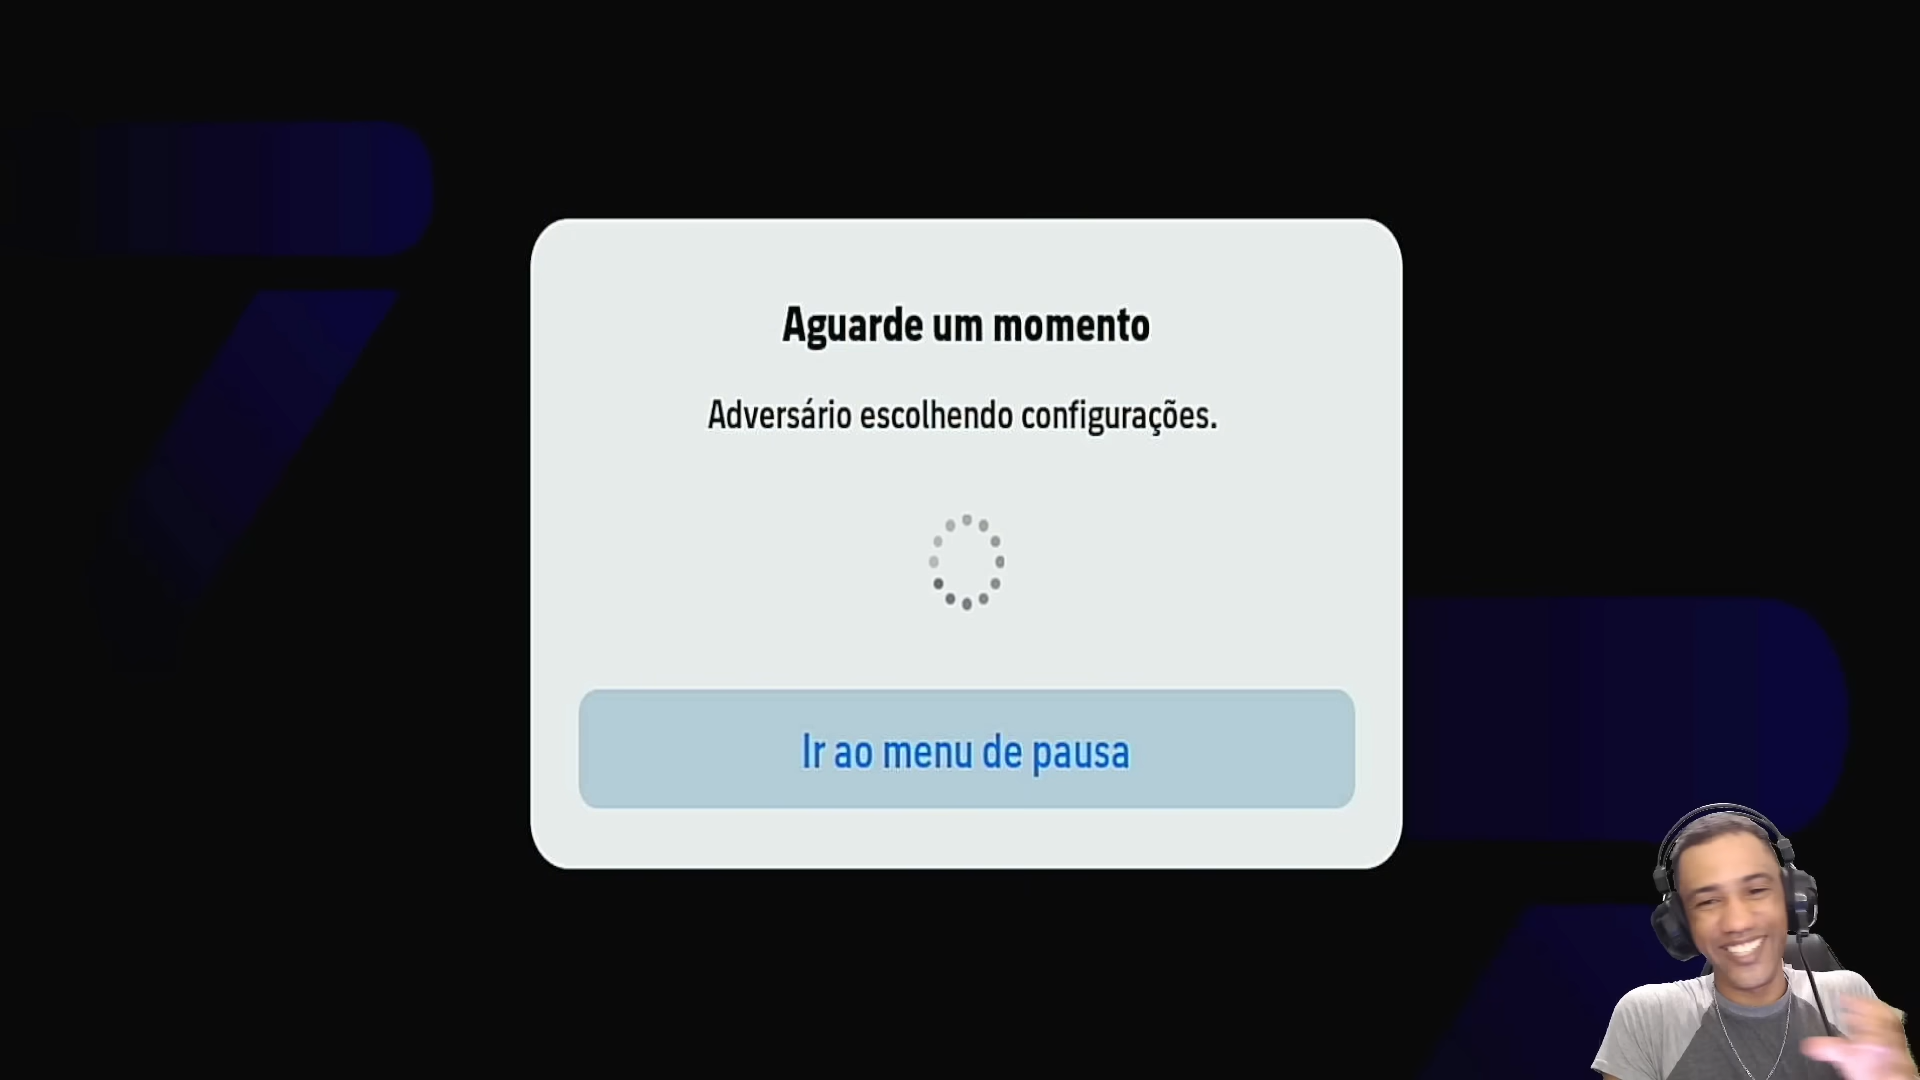 Aguarde um momento
Adversário escolhendo configurações.
Ir ao menu de pausa